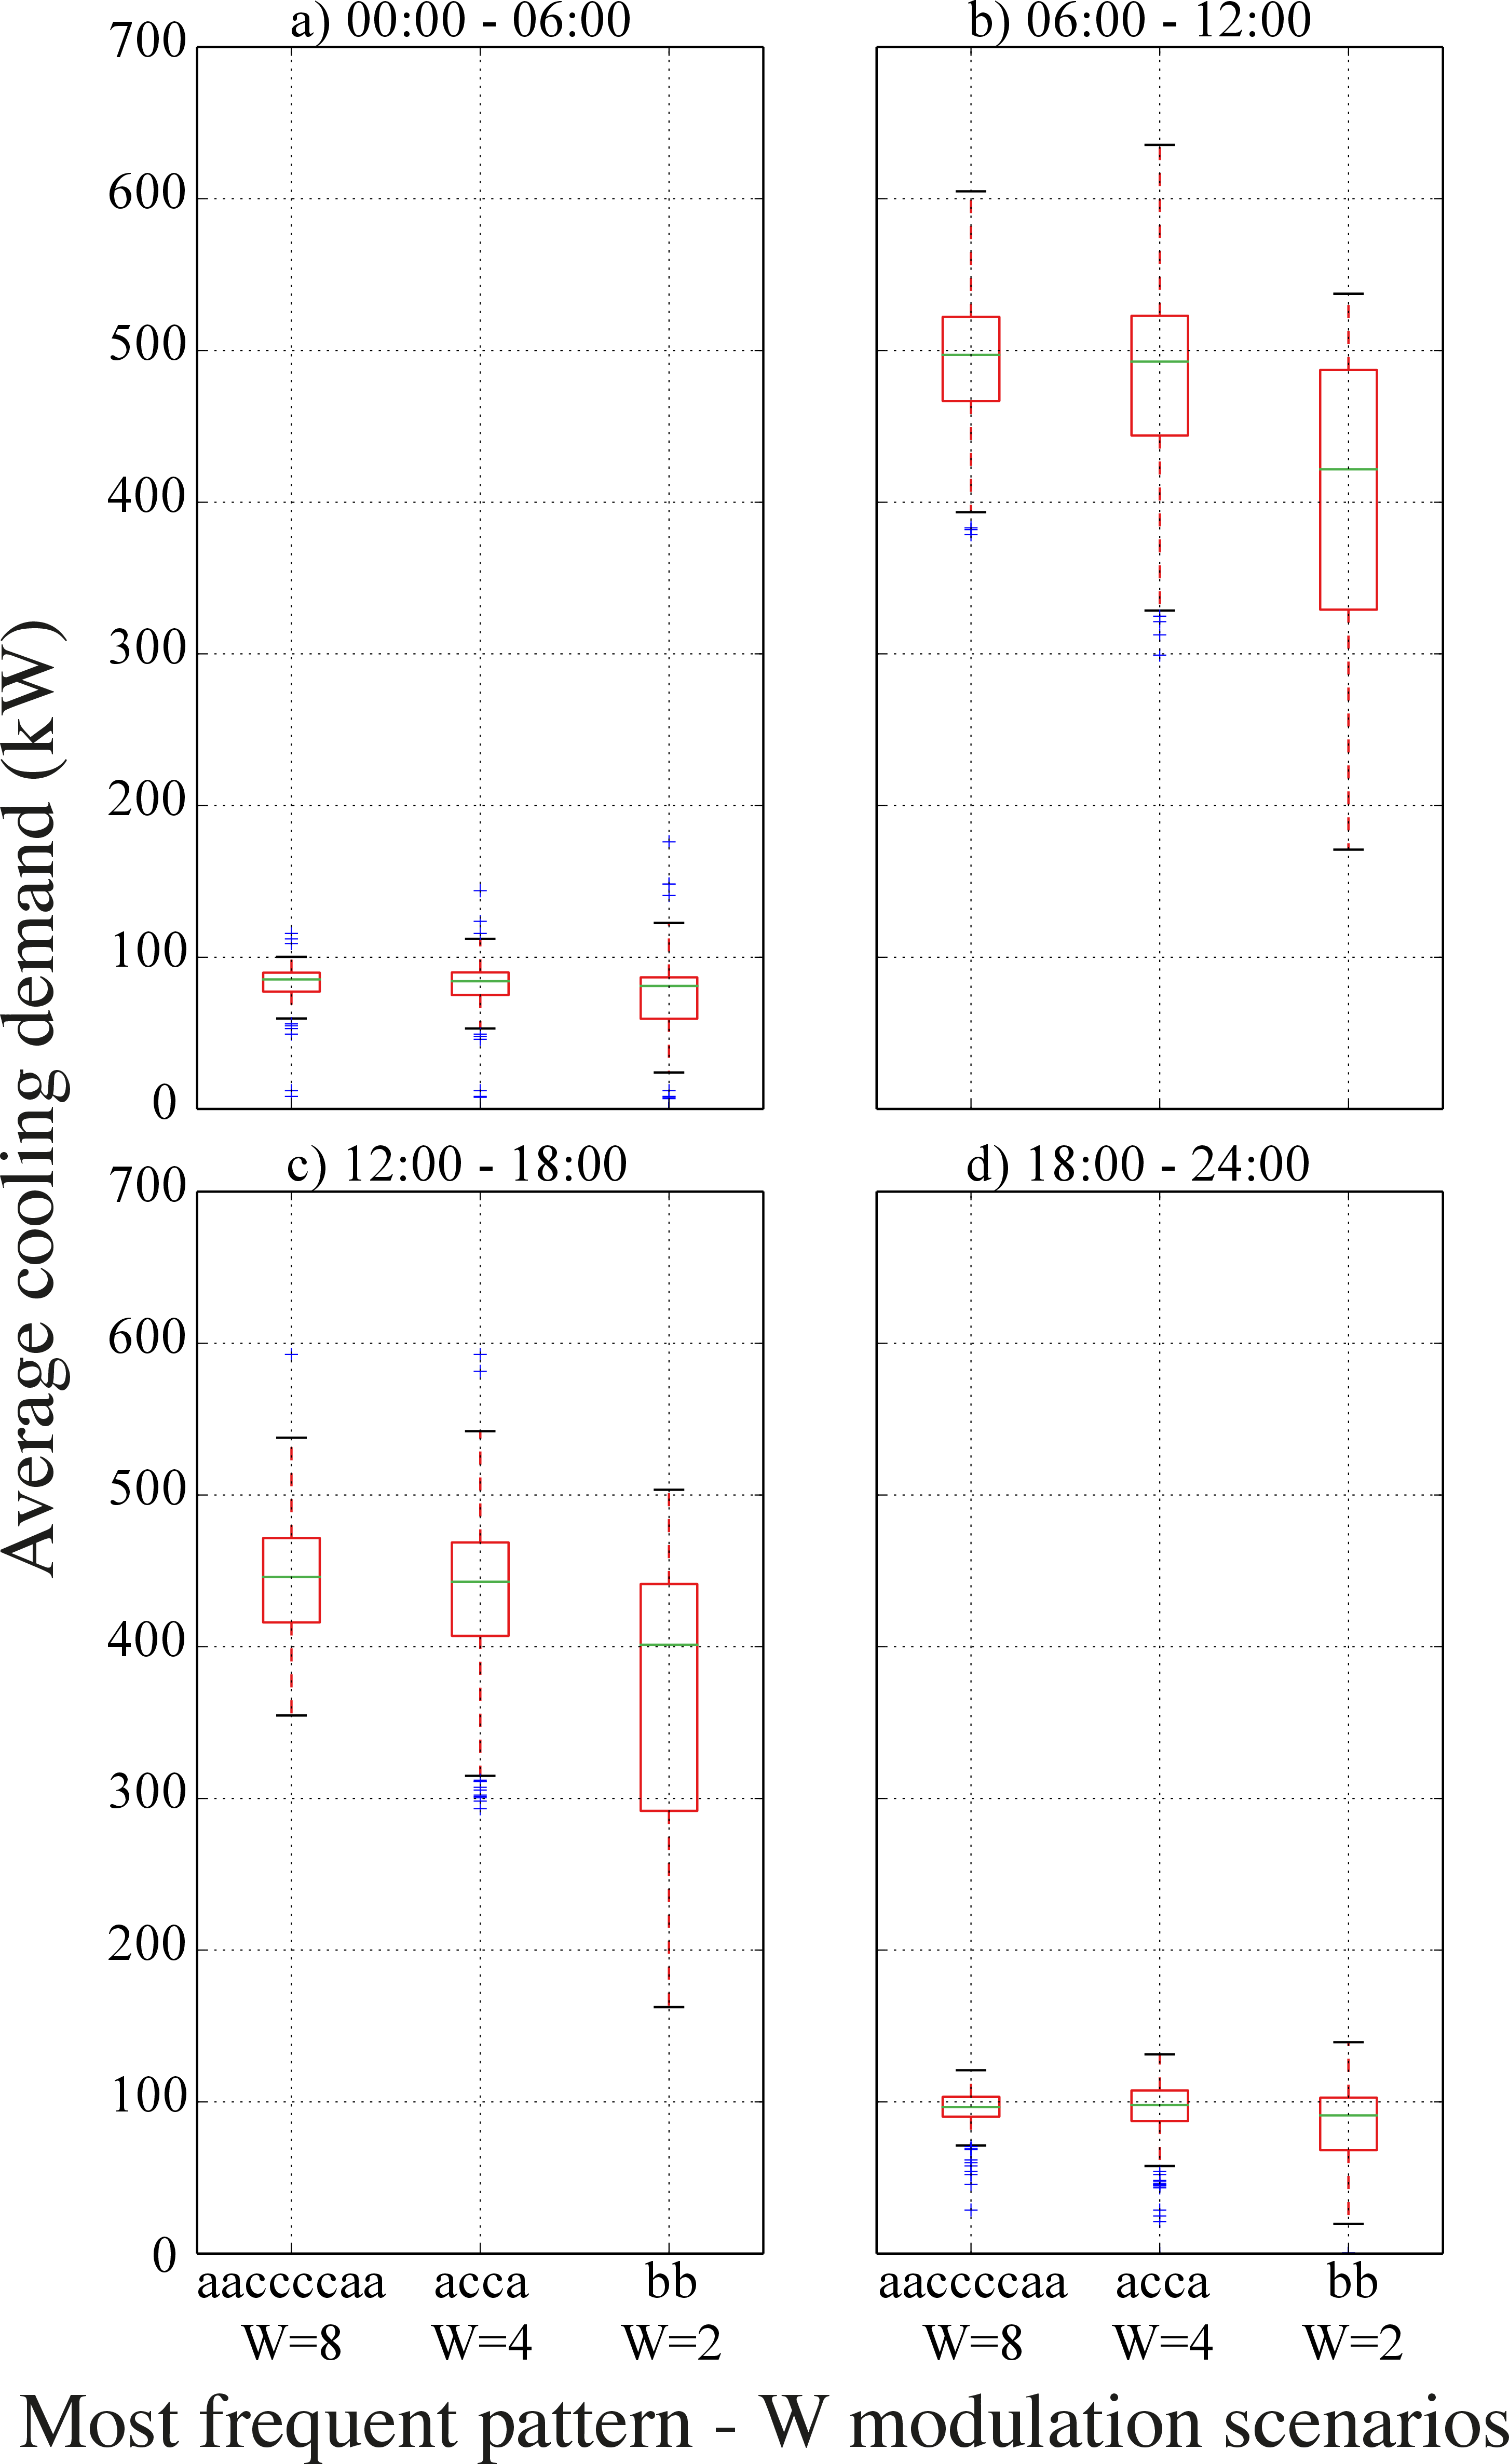 a) 00:00 - 06:00
b) 06:00 - 12:00
700
600
500
400
300
200
100
0
c) 12:00 - 18:00
d) 18:00 - 24:00
700
600
500
400
300
200
100
0
Average cooling demand (kW)
aaccccaa acca bb
W=8 W=4 W=2
aaccccaa acca bb
W=8 W=4 W=2
Most frequent pattern - W modulation scenarios